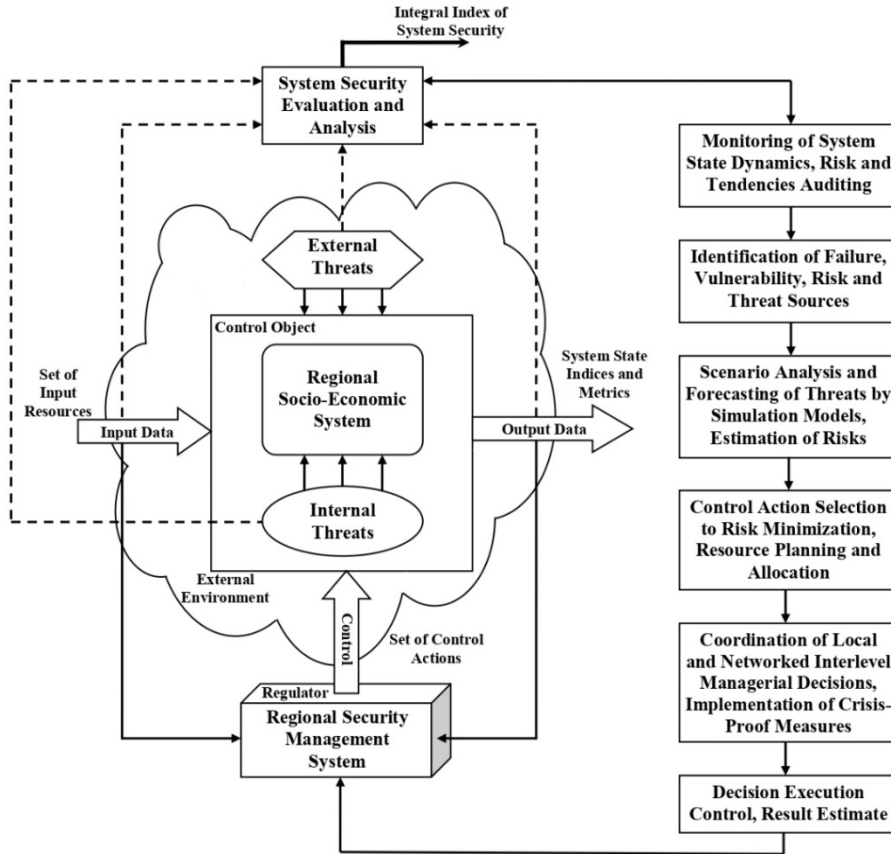 Integral Index of
System Security
System Security
Evaluation and
Analysis
External
Threats
Control Object
Regional
Socio-Economic
System
Set of
Input
Resources
Input Data
System State
Indices and
Metrics
Output Data
Internal
Threats
External
Environment
Control
Set of Control
Actions
Regulator
Regional Security
Management
System
Monitoring of System
State Dynamics, Risk and
Tendencies Auditing
Identification of Failure,
Vulnerability, Risk and
Threat Sources
Scenario Analysis and
Forecasting of Threats by
Simulation Models,
Estimation of Risks
Control Action Selection
to Risk Minimization,
Resource Planning and
Allocation
Coordination of Local
and Networked Interlevel
Managerial Decisions,
Implementation of Crisis-
Proof Measures
Decision Execution
Control, Result Estimate